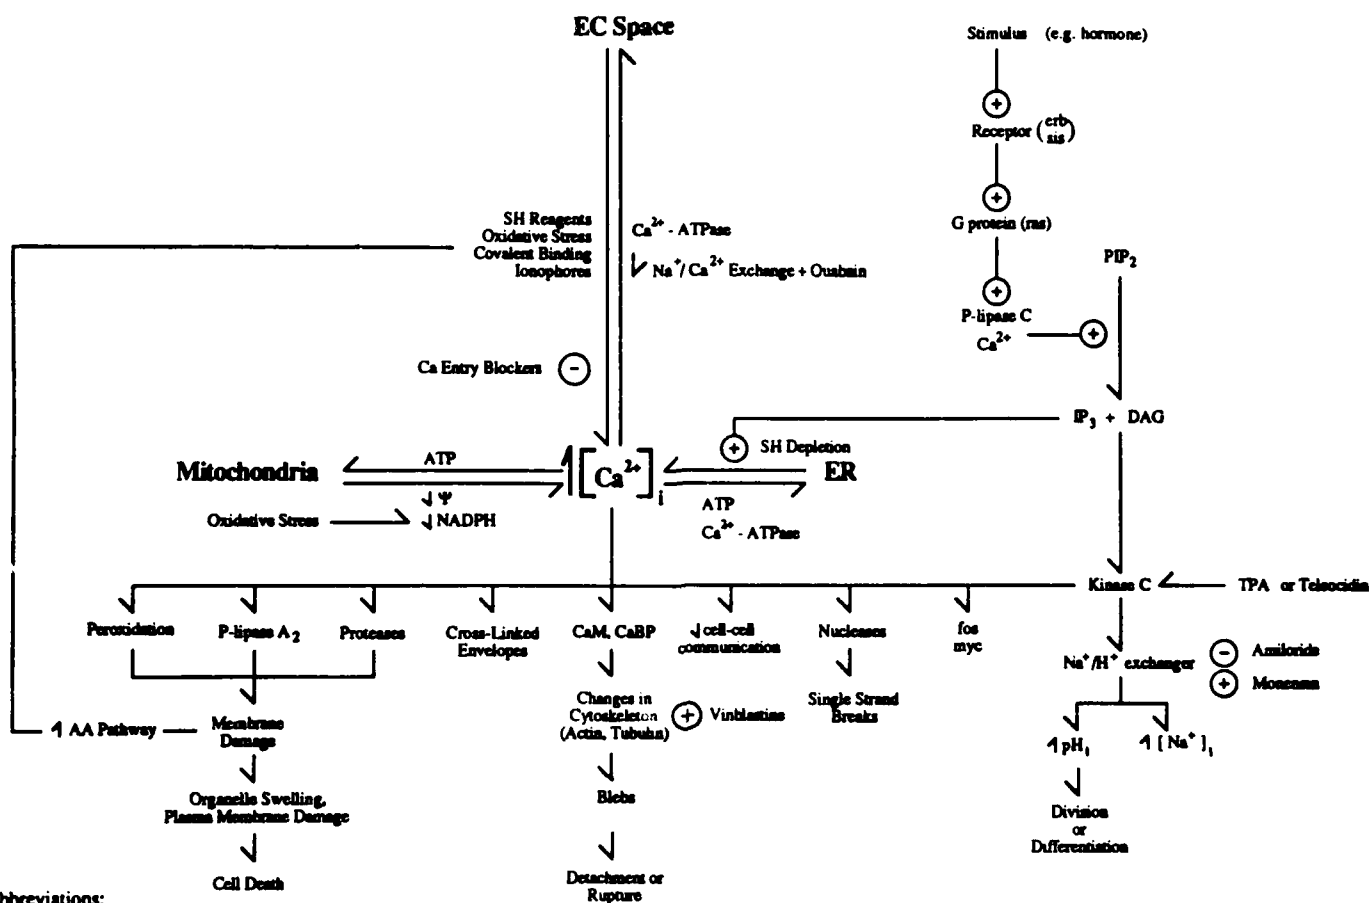 EC Space
Stimulus (e.g. hormone)
+
Receptor (erb
sis)
+
G protein (ras)
+
P-lipase C
Ca2+
+
PIP2
SH Reagents
Oxidative Stress
Covalent Binding
Ionophores
Ca2+ - ATPase
Na+/Ca2+ Exchange + Ouabain
Ca Entry Blockers
-
IP3 + DAG
+
SH Depletion
Mitochondria
ATP
[Ca2+]i
ER
Ψ
Oxidative Stress
NADPH
ATP
Ca2+ - ATPase
Kinase C
TPA or Telsocidin
Peroxidation
P-lipase A2
Proteases
Cross-Linked
Envelopes
CaM, CaBP
cell-cell
communication
Nucleases
fos
myc
Na+/H+ exchanger
-
Amiloride
+
Monensin
Changes in
Cytoskeleton
(Actin, Tubulin)
+
Vinblastine
Single Strand
Breaks
AA Pathway
Membrane
Damage
pHi
[Na+]i
Organelle Swelling,
Plasma Membrane Damage
Blebs
Division
or
Differentiation
Cell Death
Detachment or
Rupture
bbreviations: